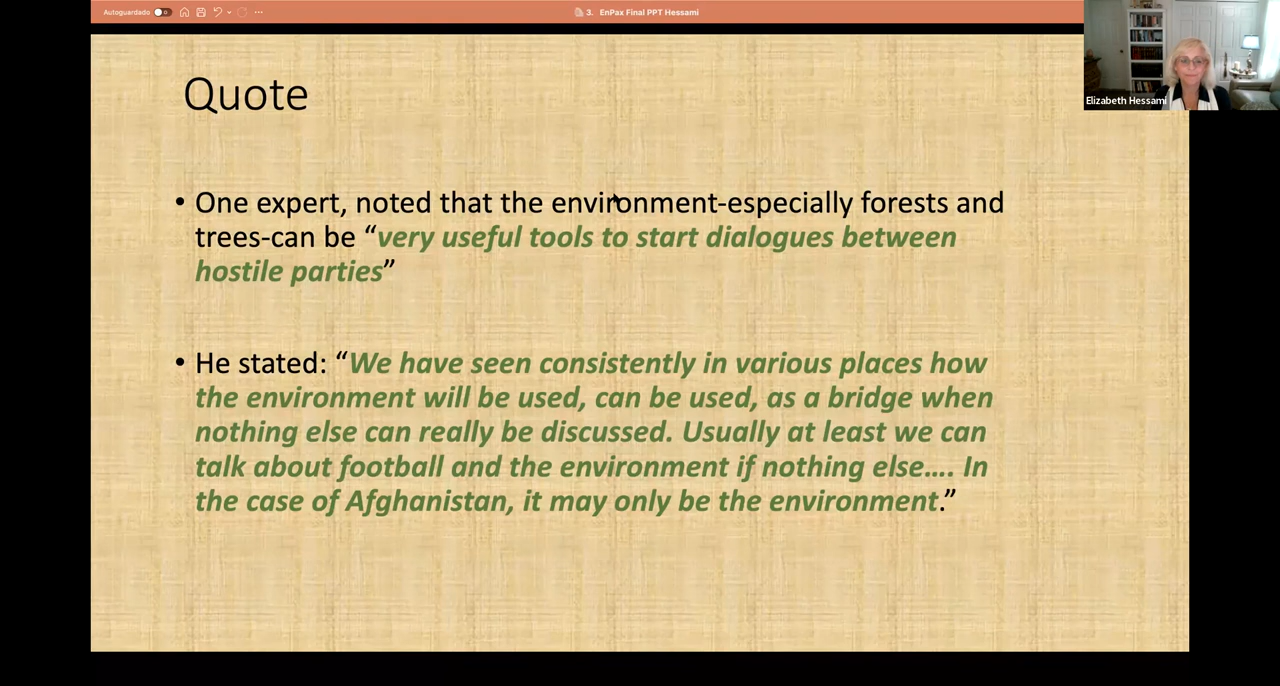 Autoguardado
3. EnPax Final PPT Hessami
Elizabeth Hessami
Quote
• One expert, noted that the environment-especially forests and
trees-can be “very useful tools to start dialogues between
hostile parties”
• He stated: “We have seen consistently in various places how
the environment will be used, can be used, as a bridge when
nothing else can really be discussed. Usually at least we can
talk about football and the environment if nothing else…. In
the case of Afghanistan, it may only be the environment.”